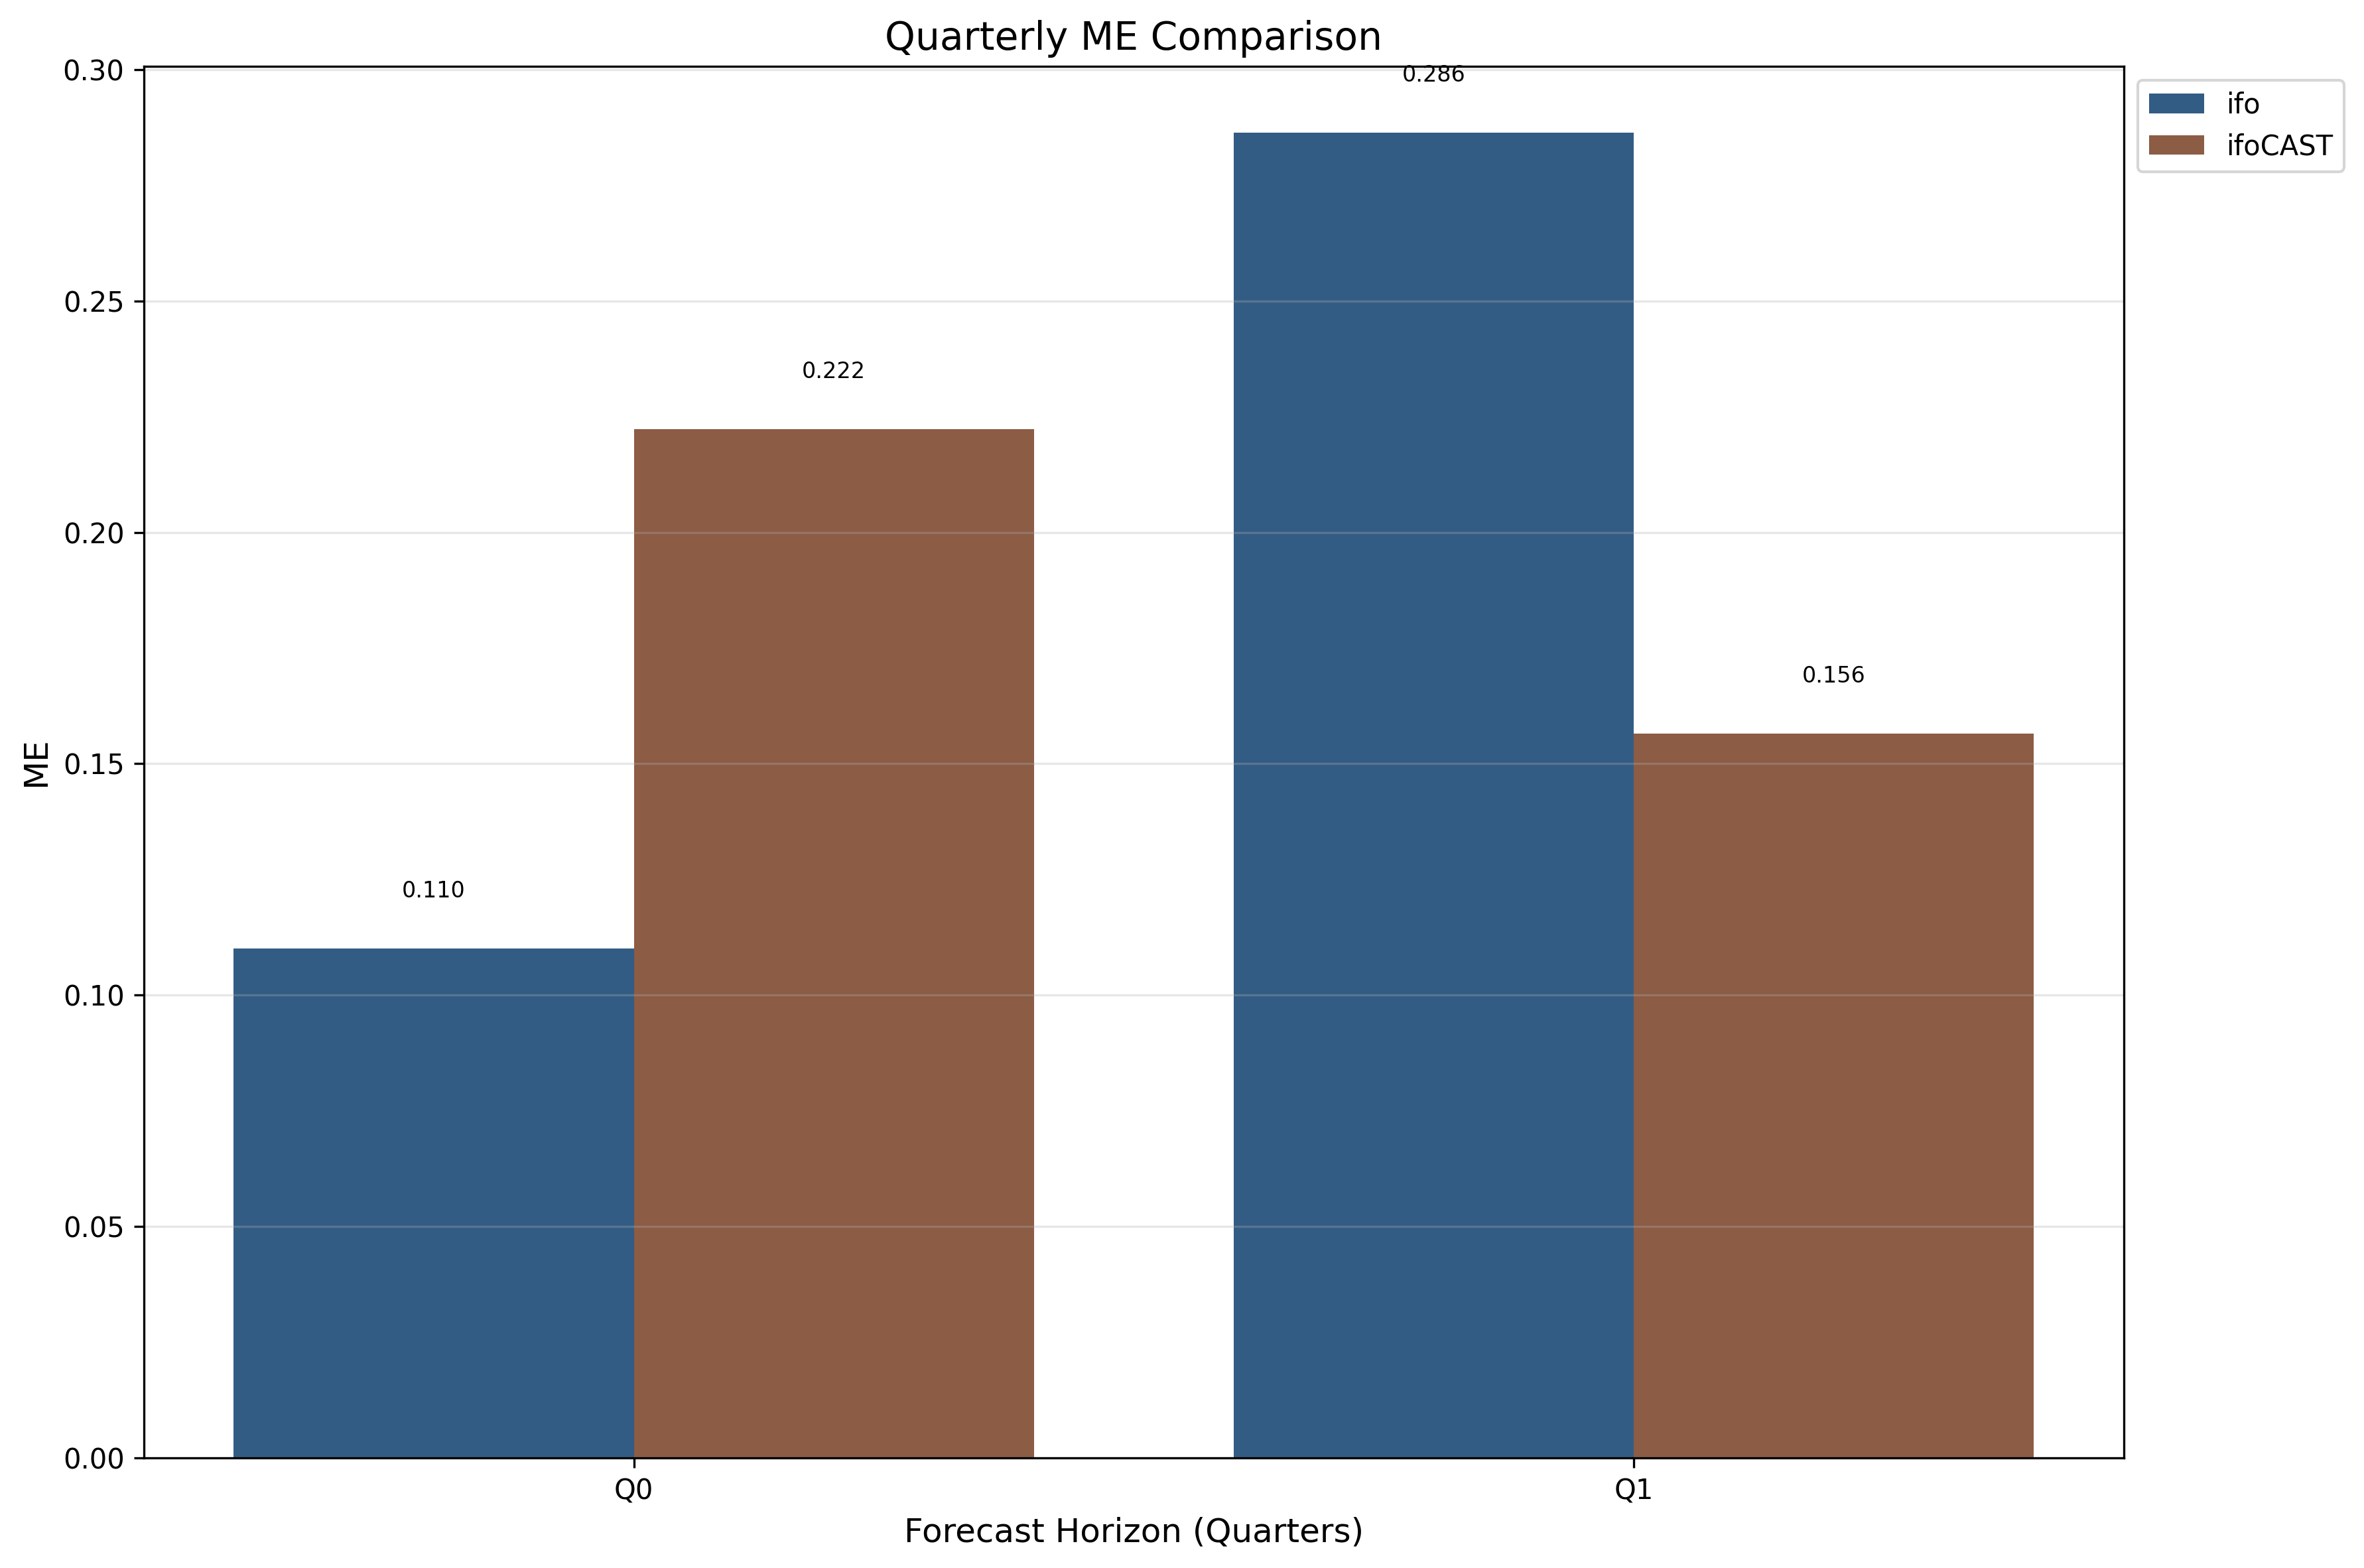 Quarterly ME Comparison
0.30
0.25
0.20
0.15
0.10
0.05
0.00
ME
0.110
0.222
0.286
0.156
Q0
Q1
Forecast Horizon (Quarters)
ifo
ifoCAST